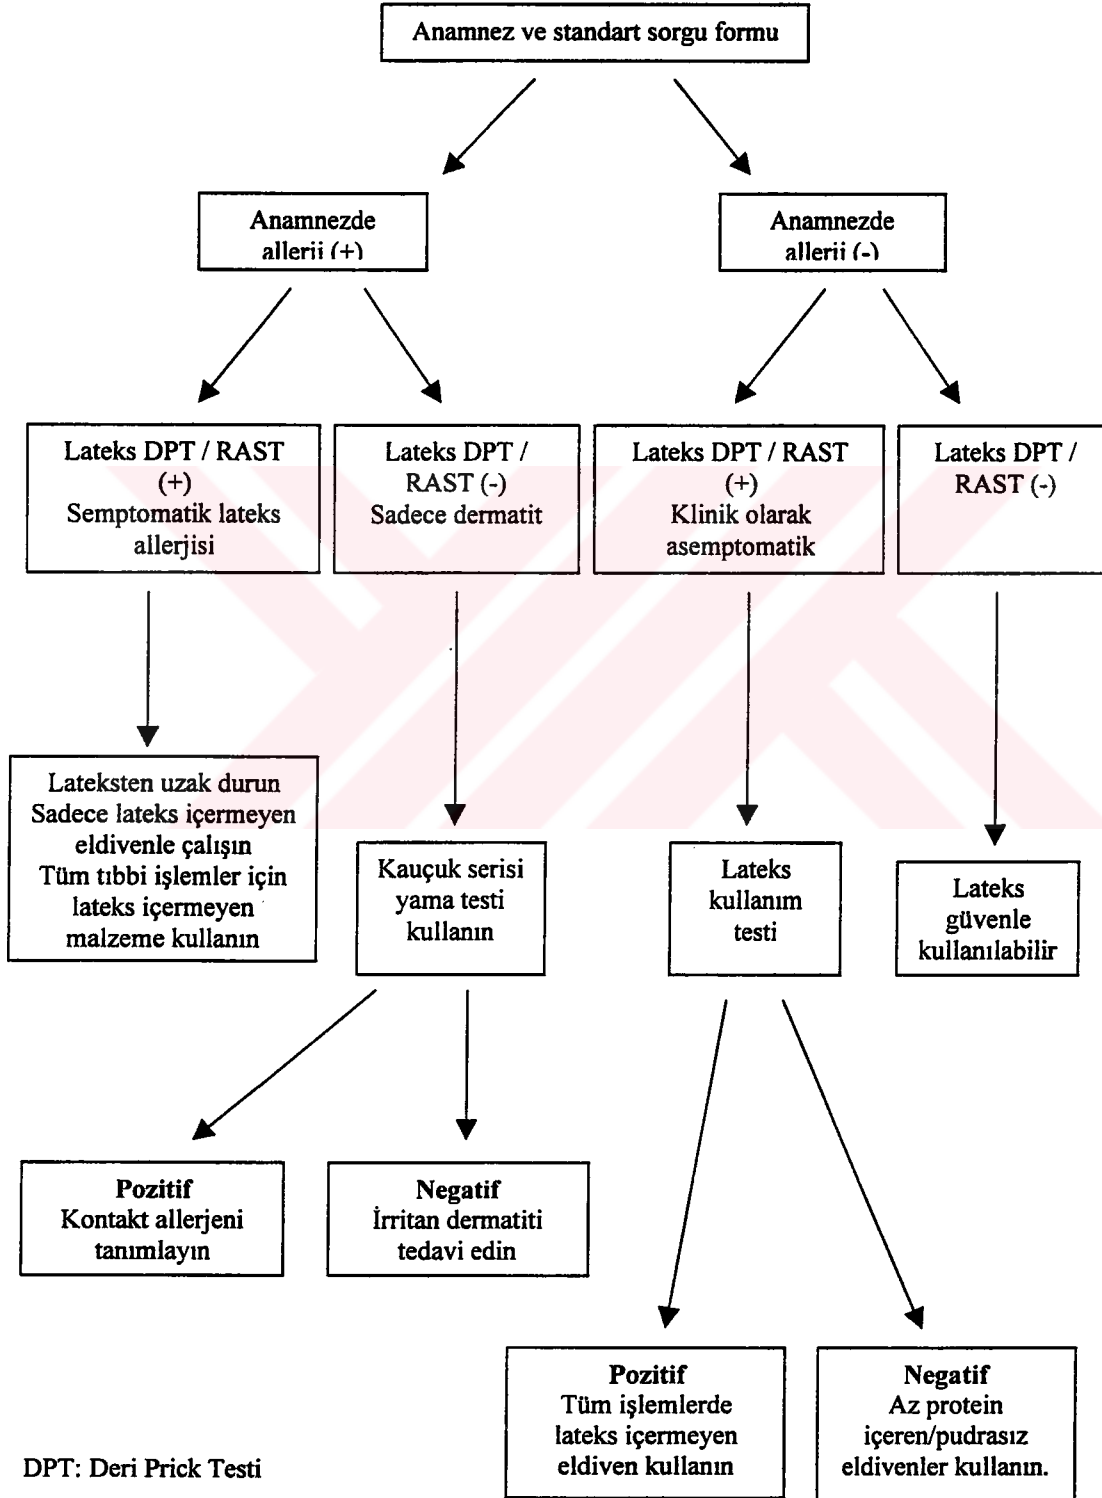 Anamnez ve standart sorgu formu
Anamnezde
allerji (+)
Anamnezde
allerji (-)
Lateks DPT / RAST
(+)
Semptomatik lateks
allerjisi
Lateks DPT /
RAST (-)
Sadece dermatit
Lateks DPT / RAST
(+)
Klinik olarak
asemptomatik
Lateks DPT /
RAST (-)
Lateksten uzak durun
Sadece lateks içermeyen
eldivenle çalışın
Tüm tıbbi işlemler için
lateks içermeyen
malzeme kullanın
Kauçuk serisi
yama testi
kullanın
Lateks
kullanım
testi
Lateks
güvenle
kullanılabilir
Pozitif
Kontakt allerjeni
tanımlayın
Negatif
İrritan dermatiti
tedavi edin
Pozitif
Tüm işlemlerde
lateks içermeyen
eldiven kullanın
Negatif
Az protein
içeren/pudrasız
eldivenler kullanın.
DPT: Deri Prick Testi